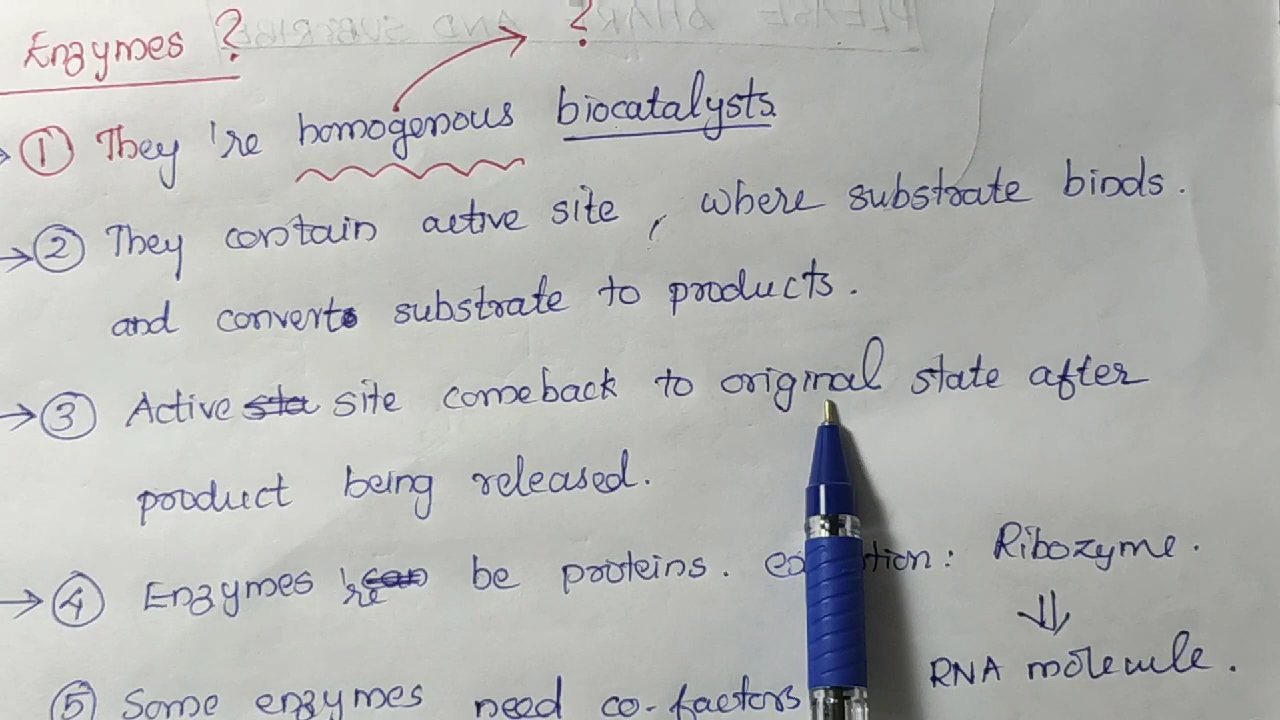 Enzymes ? ?
① They 're homogenous biocatalysts.
② They contain active site, where substrate binds.
and converts substrate to products.
③ Active site comeback to original state after
product being released.
④ Enzymes 're be proteins. Ribozyme.
RNA molecule.
⑤ Some enzymes need co-factors